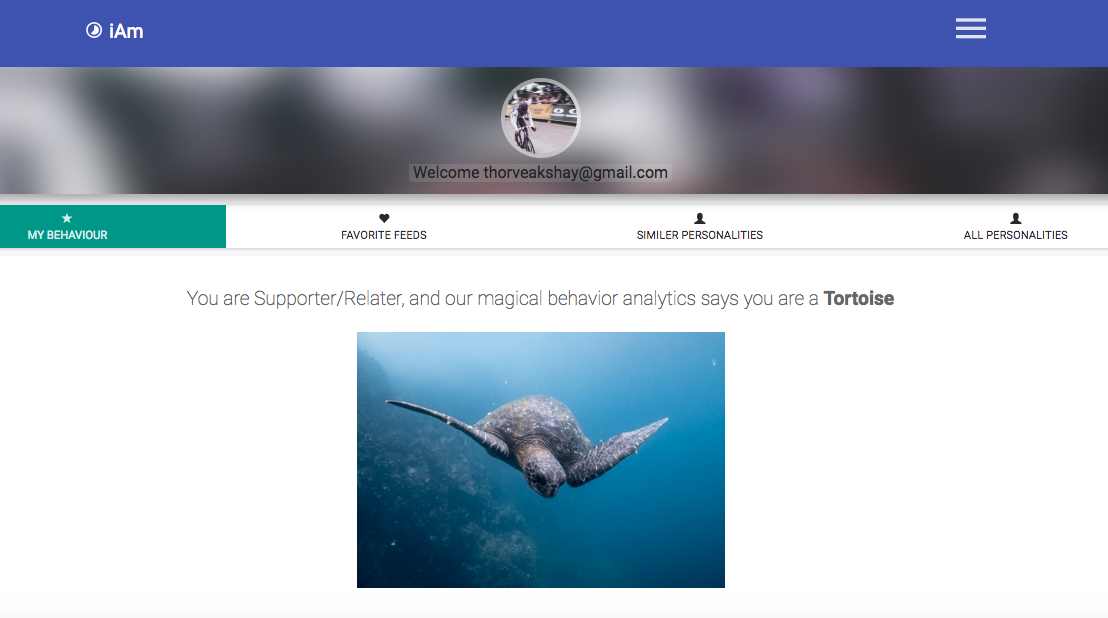 iAm
Welcome thorveakshay@gmail.com
MY BEHAVIOUR
FAVORITE FEEDS
SIMILER PERSONALITIES
ALL PERSONALITIES
You are Supporter/Relater, and our magical behavior analytics says you are a Tortoise